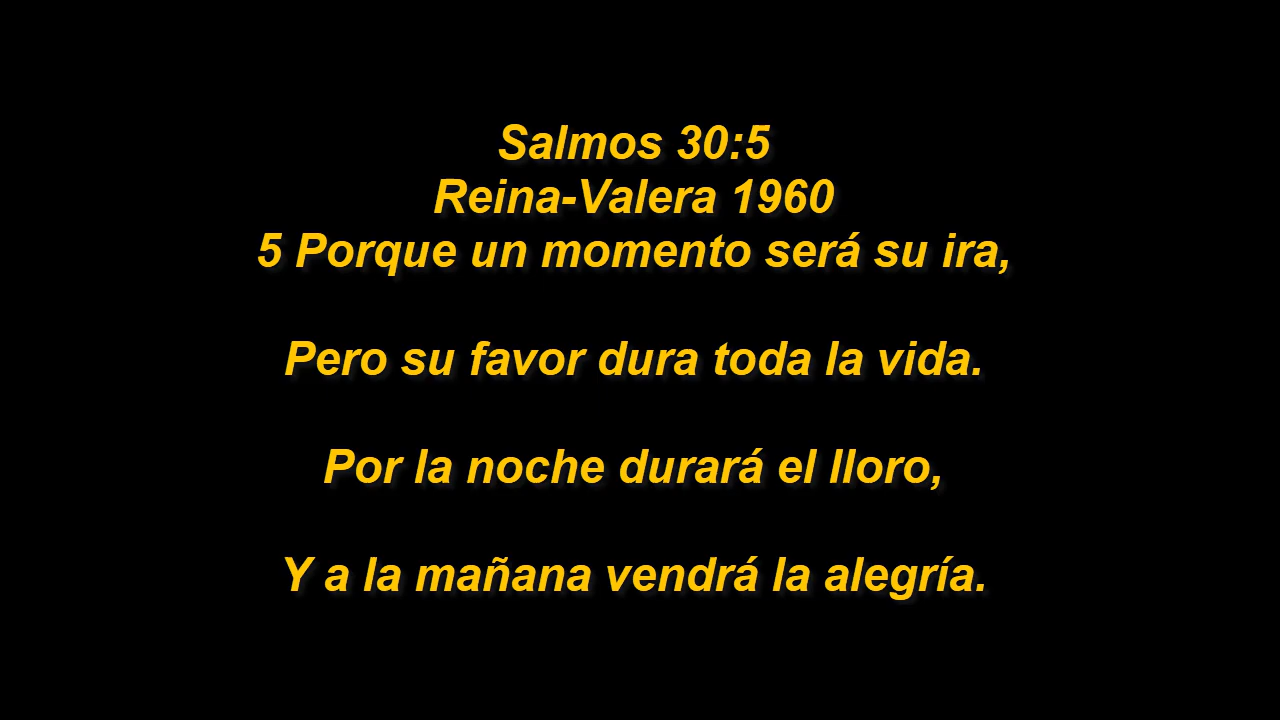 Salmos 30:5
Reina-Valera 1960
5 Porque un momento será su ira,
Pero su favor dura toda la vida.
Por la noche durará el lloro,
Y a la mañana vendrá la alegría.